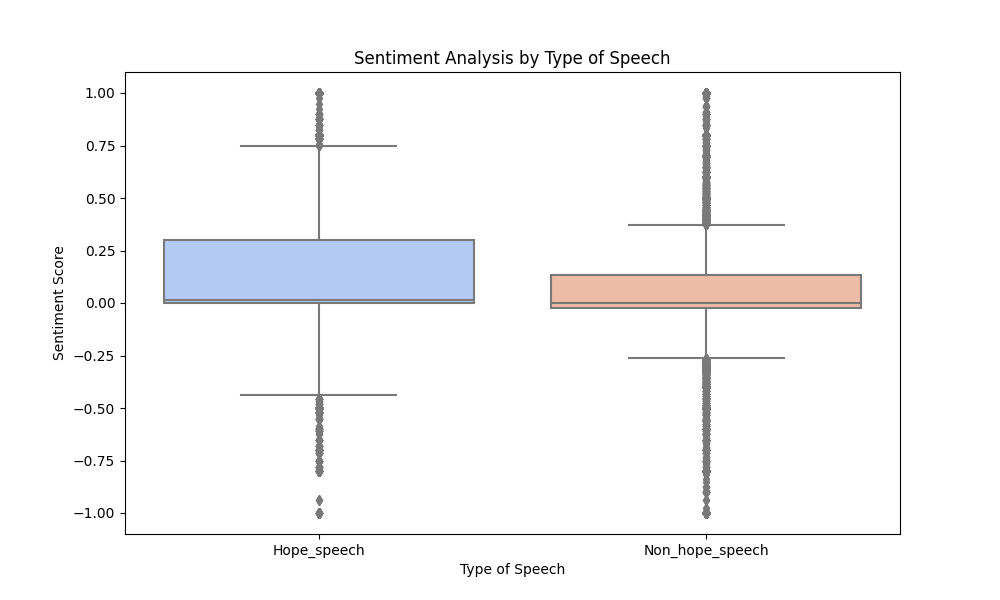 Sentiment Analysis by Type of Speech
Sentiment Score
1.00
0.75
0.50
0.25
0.00
−0.25
−0.50
−0.75
−1.00
Hope_speech
Non_hope_speech
Type of Speech